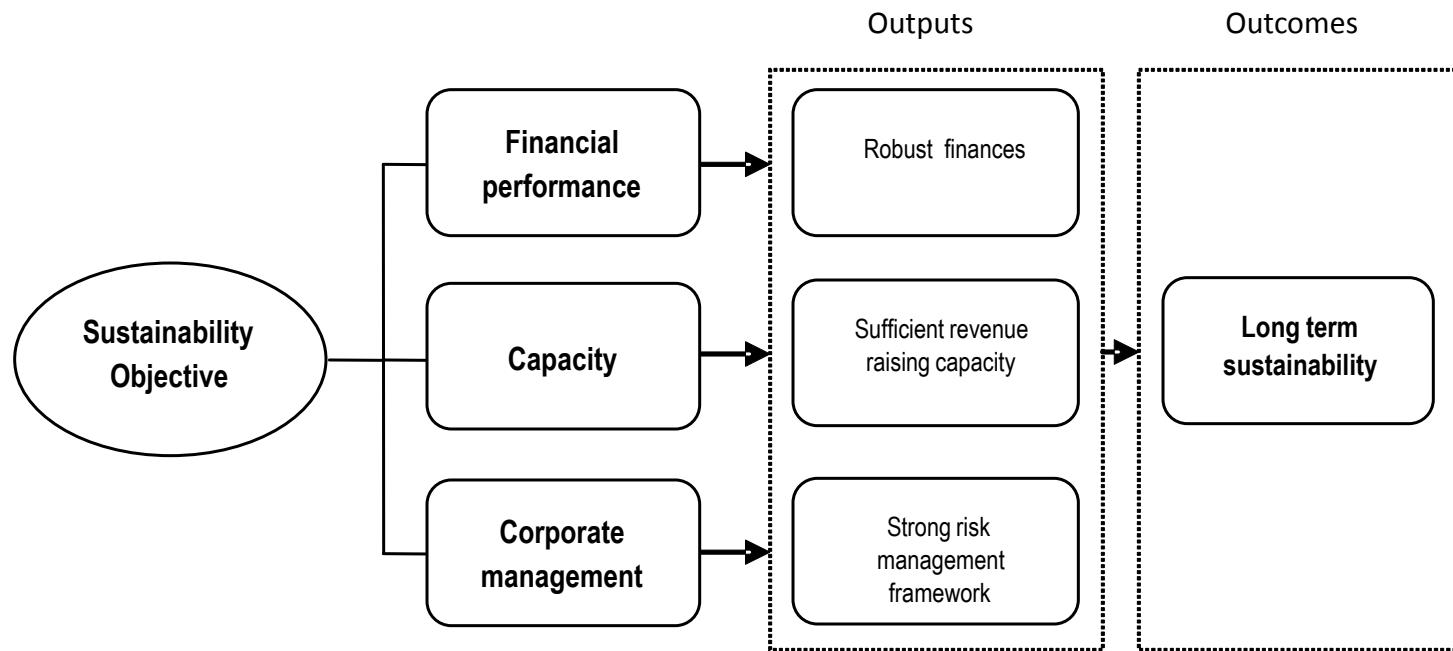 Outputs
Outcomes
Financial
performance
Robust finances
Sustainability
Objective
Capacity
Sufficient revenue
raising capacity
Long term
sustainability
Corporate
management
Strong risk
management
framework